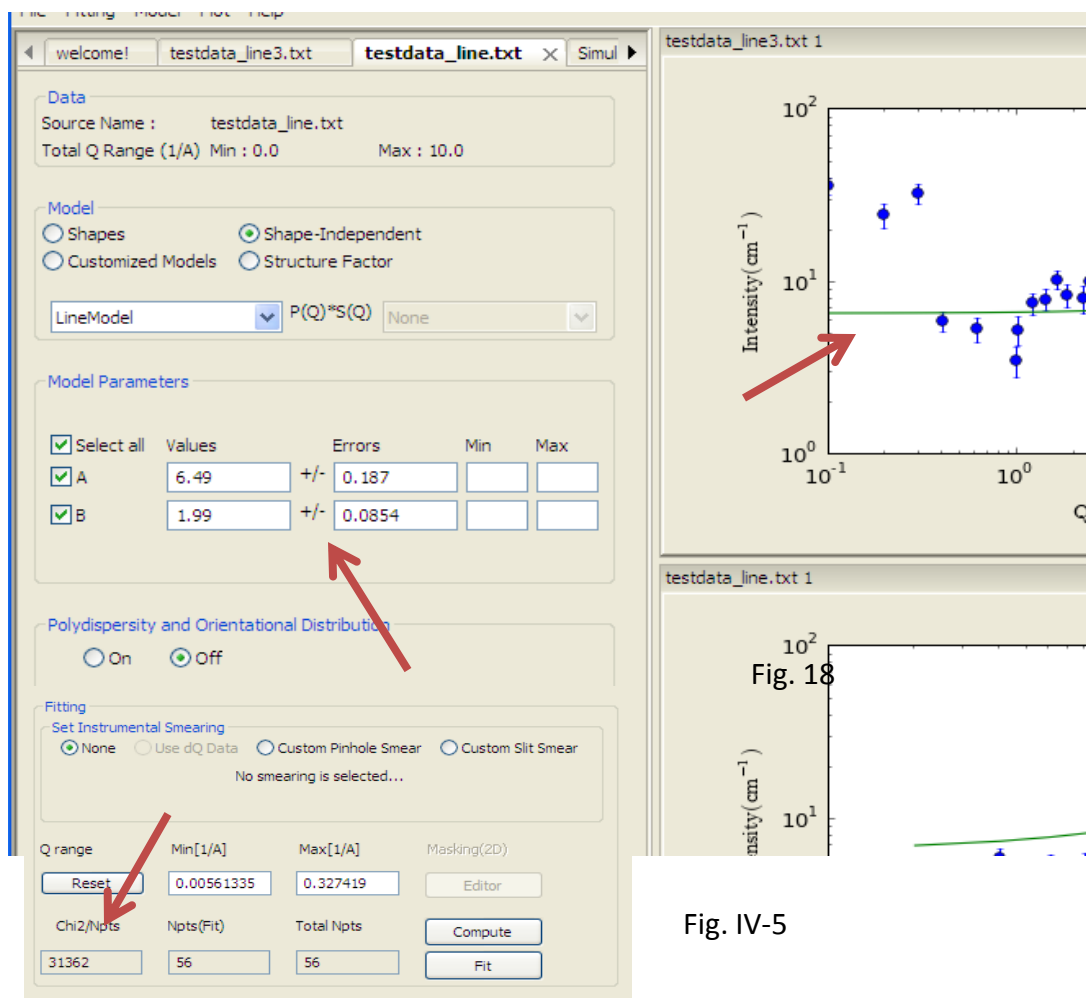 File Fitting Model Plot Help
welcome! testdata_line3.txt testdata_line.txt Simul
Data
Source Name : testdata_line.txt
Total Q Range (1/A) Min : 0.0 Max : 10.0
Model
Shapes Shape-Independent
Customized Models Structure Factor
LineModel P(Q)*S(Q) None
Model Parameters
Select all Values Errors Min Max
A 6.49 +/- 0.187
B 1.99 +/- 0.0854
Polydispersity and Orientational Distribution
On Off
Fitting
Set Instrumental Smearing
None Use dQ Data Custom Pinhole Smear Custom Slit Smear
No smearing is selected...
Q range Min[1/A] Max[1/A] Masking(2D)
Reset 0.00561335 0.327419 Editor
Chi2/Npts Npts(Fit) Total Npts Compute
31362 56 56 Fit
testdata_line3.txt 1
10²
10¹
10⁰
10⁻¹ 10⁰
Intensity(cm⁻¹)
Q
testdata_line.txt 1
10²
Fig. 18
10¹
ensity(cm⁻¹)
Fig. IV-5